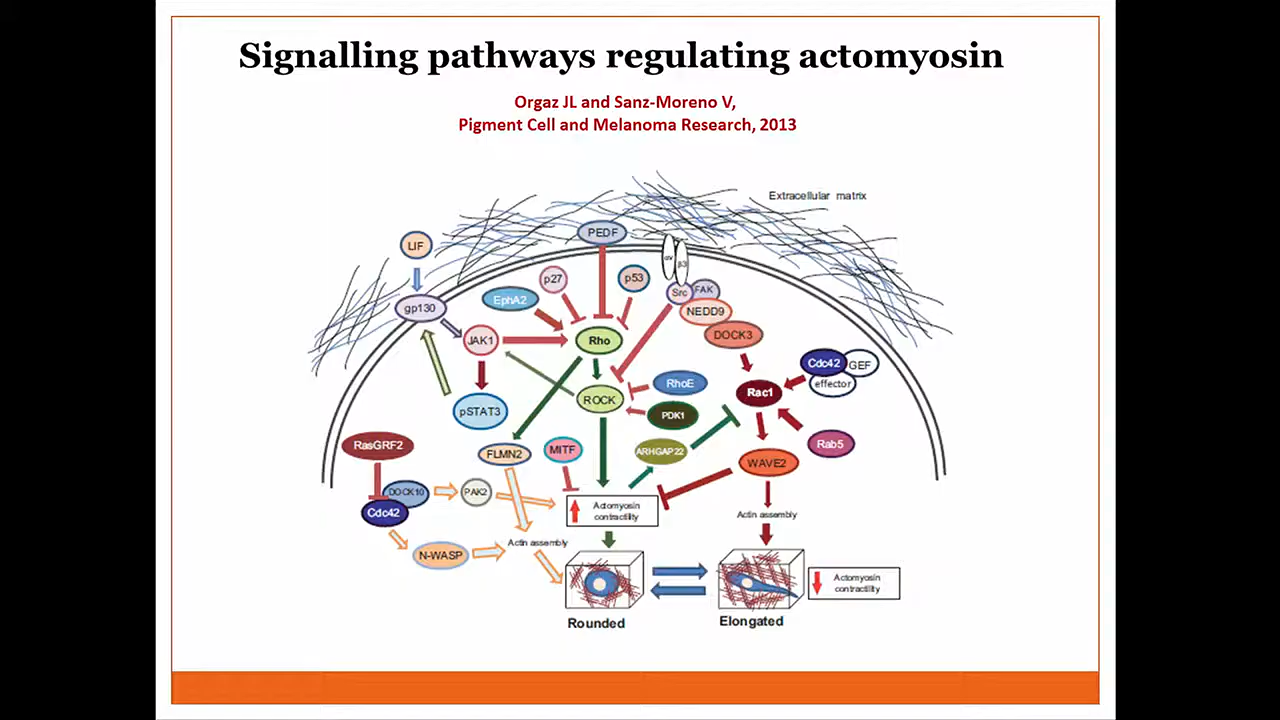 Signalling pathways regulating actomyosin
Orgaz JL and Sanz-Moreno V,
Pigment Cell and Melanoma Research, 2013
Extracellular matrix
LIF
PEDF
αv
β3
p27
p53
Src
FAK
EphA2
gp130
NEDD9
JAK1
Rho
DOCK3
Cdc42
GEF
effector
RhoE
Rac1
ROCK
pSTAT3
PDK1
RasGRF2
FLMN2
MITF
ARHGAP22
Rab5
WAVE2
DOCK10
PAK2
Cdc42
Actomyosin
contractility
Actin assembly
Actin assembly
N-WASP
Actomyosin
contractility
Rounded
Elongated